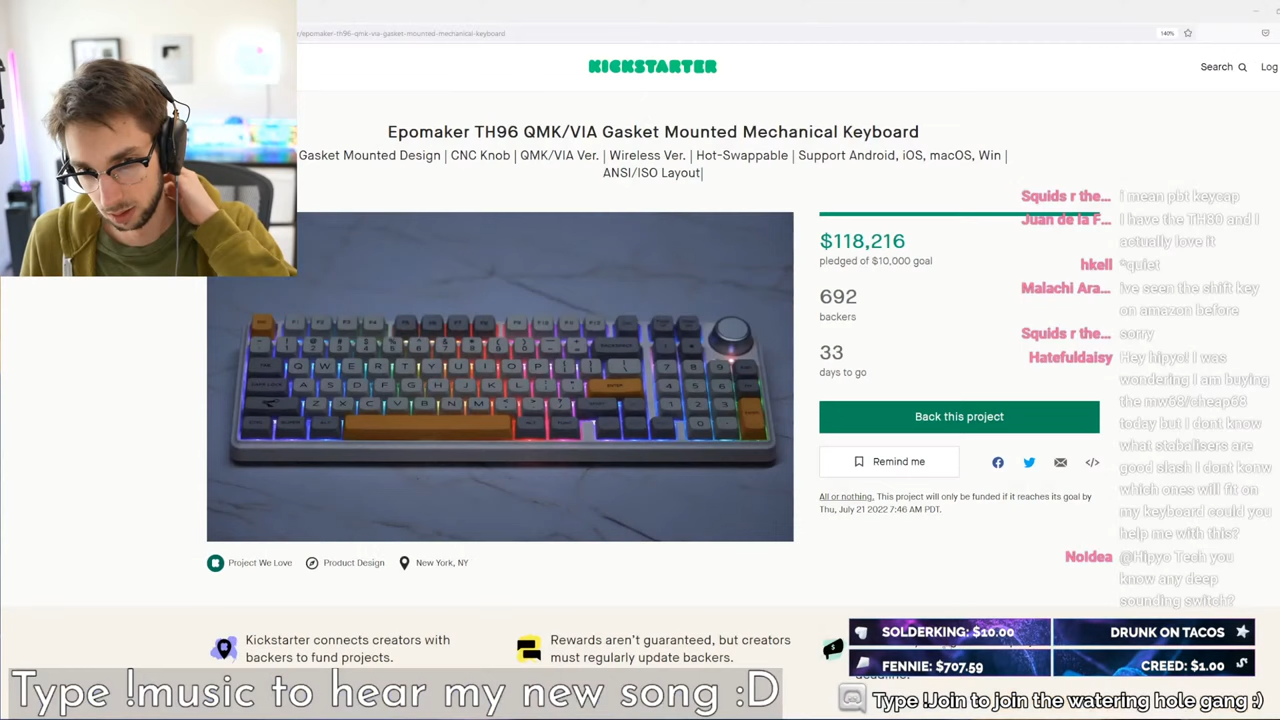 /epomaker-th96-qmk-via-gasket-mounted-mechanical-keyboard
140%
KICKSTARTER
Search
Log
Epomaker TH96 QMK/VIA Gasket Mounted Mechanical Keyboard
Gasket Mounted Design | CNC Knob | QMK/VIA Ver. | Wireless Ver. | Hot-Swappable | Support Android, iOS, macOS, Win |
ANSI/ISO Layout|
$118,216
pledged of $10,000 goal
692
backers
33
days to go
Back this project
Remind me
All or nothing. This project will only be funded if it reaches its goal by
Thu, July 21 2022 7:46 AM PDT.
Project We Love
Product Design
New York, NY
Kickstarter connects creators with
backers to fund projects.
Rewards aren't guaranteed, but creators
must regularly update backers.
Squids r the... i mean pbt keycap
Juan de la F... I have the TH80 and I
actually love it
hkell *quiet
Malachi Ara... ive seen the shift key
on amazon before
Squids r the... sorry
Hatefuldaisy Hey hipyo! I was
wondering I am buying
the mw68/cheap68
today but I dont know
what stabalisers are
good slash I dont konw
which ones will fit on
my keyboard could you
help me with this?
NoIdea @Hipyo Tech you
know any deep
sounding switch?
SOLDERKING: $10.00
DRUNK ON TACOS
FENNIE: $707.59
CREED: $1.00
Type !music to hear my new song :D
Type !Join to join the watering hole gang :)